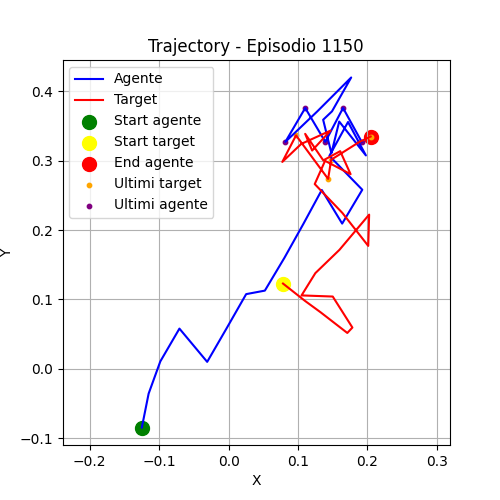 Trajectory - Episodio 1150
Agente
Target
Start agente
Start target
End agente
Ultimi target
Ultimi agente
Y
0.4
0.3
0.2
0.1
0.0
−0.1
−0.2
−0.1
0.0
0.1
0.2
0.3
X